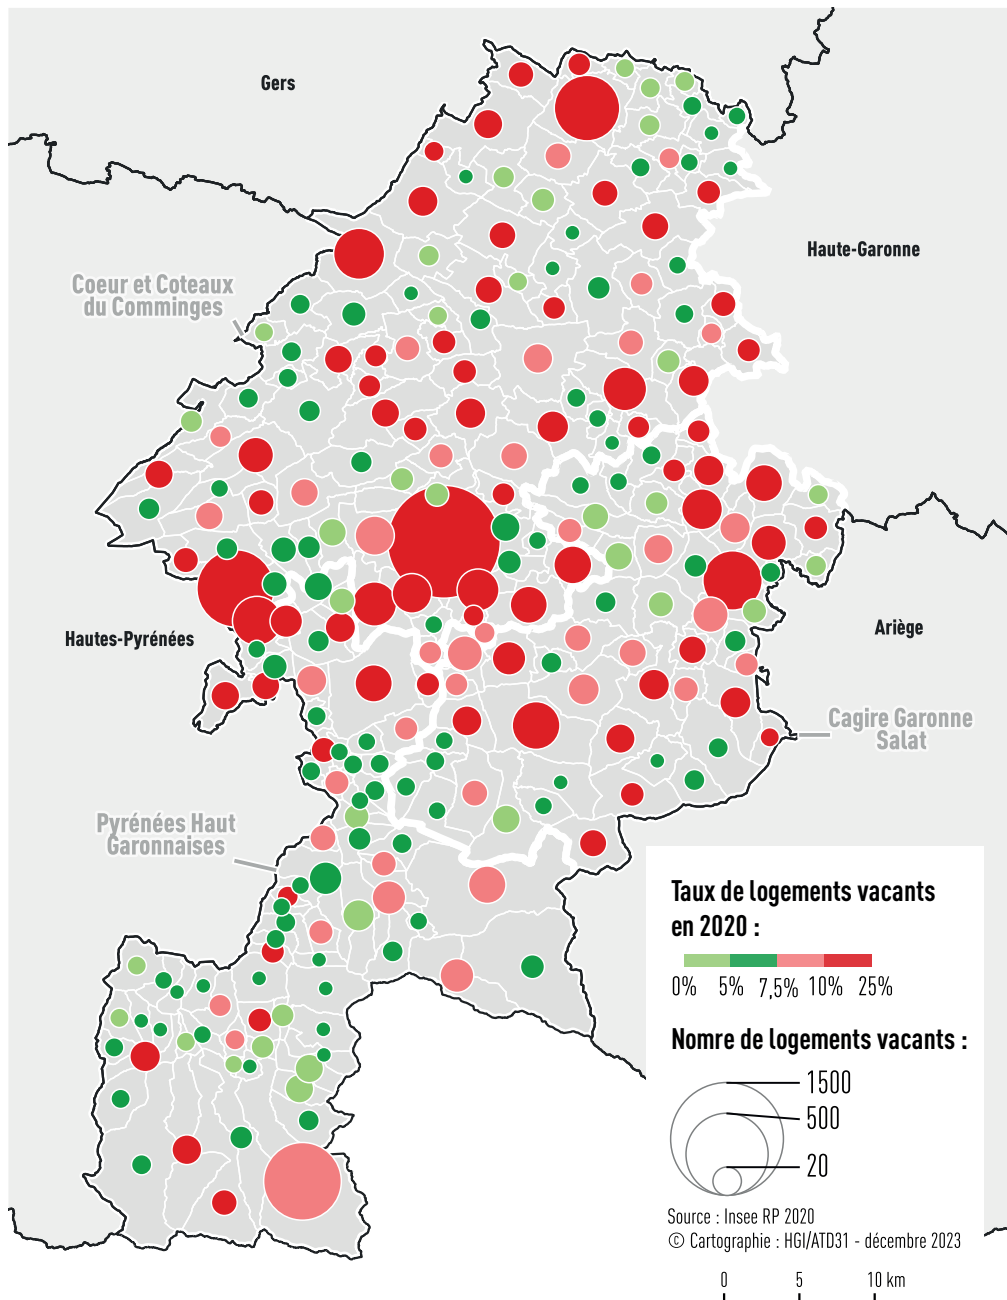 Gers
Haute-Garonne
Coeur et Coteaux
du Comminges
Hautes-Pyrénées
Ariège
Cagire Garonne
Salat
Pyrénées Haut
Garonnaises
Taux de logements vacants
en 2020 :
0% 5% 7,5% 10% 25%
Nomre de logements vacants :
1500
500
20
Source : Insee RP 2020
© Cartographie : HGI/ATD31 - décembre 2023
0 5 10 km